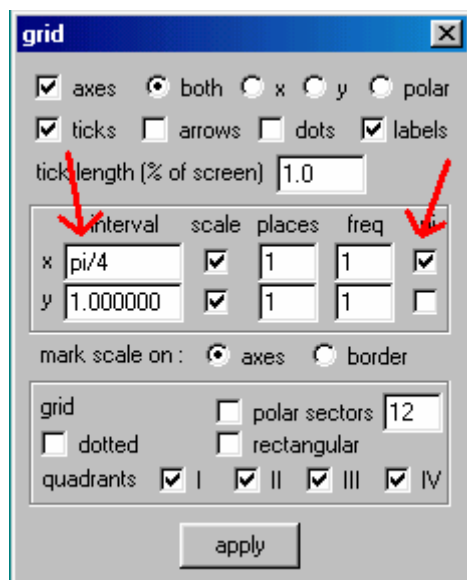 grid
axes both x y polar
ticks arrows dots labels
tick length (% of screen) 1.0
interval scale places freq
x pi/4 1 1
y 1.000000 1 1
mark scale on : axes border
grid polar sectors 12
dotted rectangular
quadrants I II III IV
apply